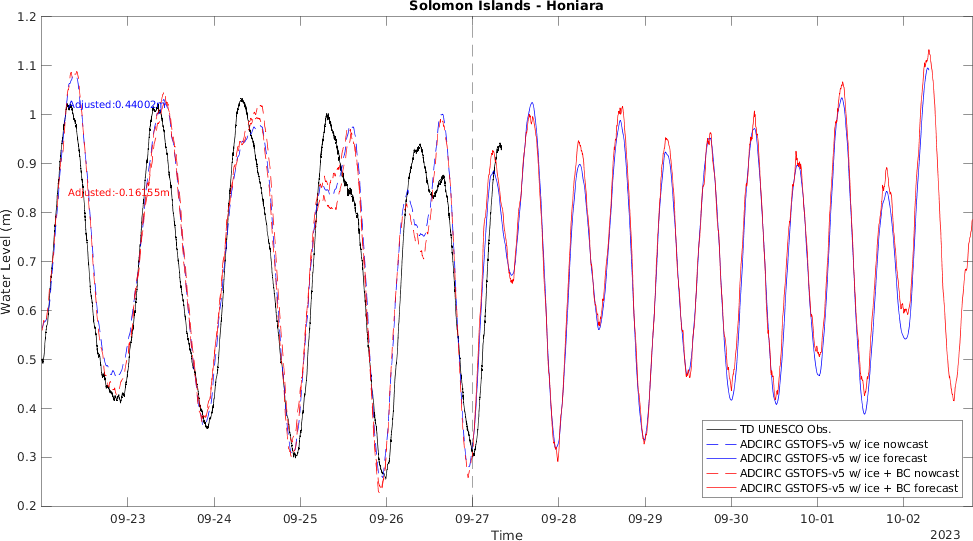 Solomon Islands - Honiara
1.2
1.1
1
0.9
0.8
0.7
0.6
0.5
0.4
0.3
0.2
Water Level (m)
Adjusted:0.44002m
Adjusted:-0.16155m
TD UNESCO Obs.
ADCIRC GSTOFS-v5 w/ ice nowcast
ADCIRC GSTOFS-v5 w/ ice forecast
ADCIRC GSTOFS-v5 w/ ice + BC nowcast
ADCIRC GSTOFS-v5 w/ ice + BC forecast
09-23 09-24 09-25 09-26 09-27 09-28 09-29 09-30 10-01 10-02
Time
2023